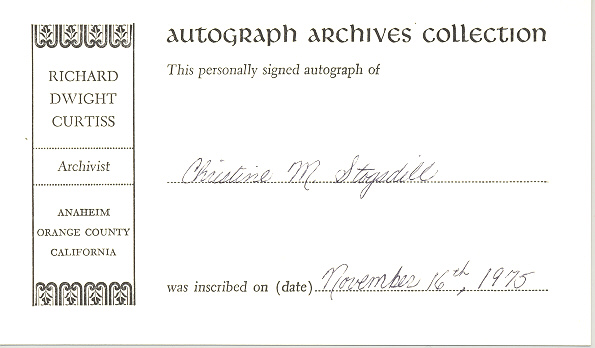 RICHARD
DWIGHT
CURTISS
Archivist
ANAHEIM
ORANGE COUNTY
CALIFORNIA
AUTOGRAPH ARCHIVES COLLECTION
This personally signed autograph of
Christine M. Stogsdill
was inscribed on (date) November 16th, 1975